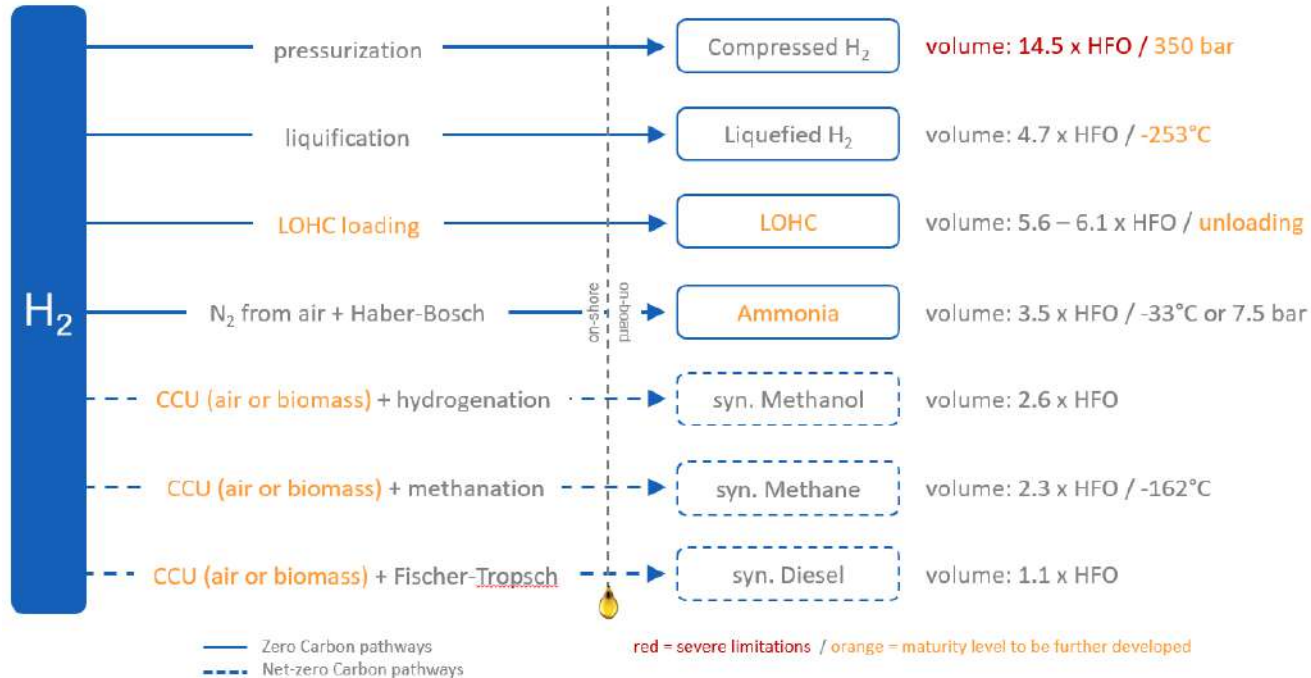 H₂
pressurization
Compressed H₂
volume: 14.5 x HFO / 350 bar
liquification
Liquefied H₂
volume: 4.7 x HFO / -253°C
LOHC loading
LOHC
volume: 5.6 – 6.1 x HFO / unloading
N₂ from air + Haber-Bosch
on-shore
on-board
Ammonia
volume: 3.5 x HFO / -33°C or 7.5 bar
CCU (air or biomass) + hydrogenation
syn. Methanol
volume: 2.6 x HFO
CCU (air or biomass) + methanation
syn. Methane
volume: 2.3 x HFO / -162°C
CCU (air or biomass) + Fischer-Tropsch
syn. Diesel
volume: 1.1 x HFO
Zero Carbon pathways
Net-zero Carbon pathways
red = severe limitations / orange = maturity level to be further developed